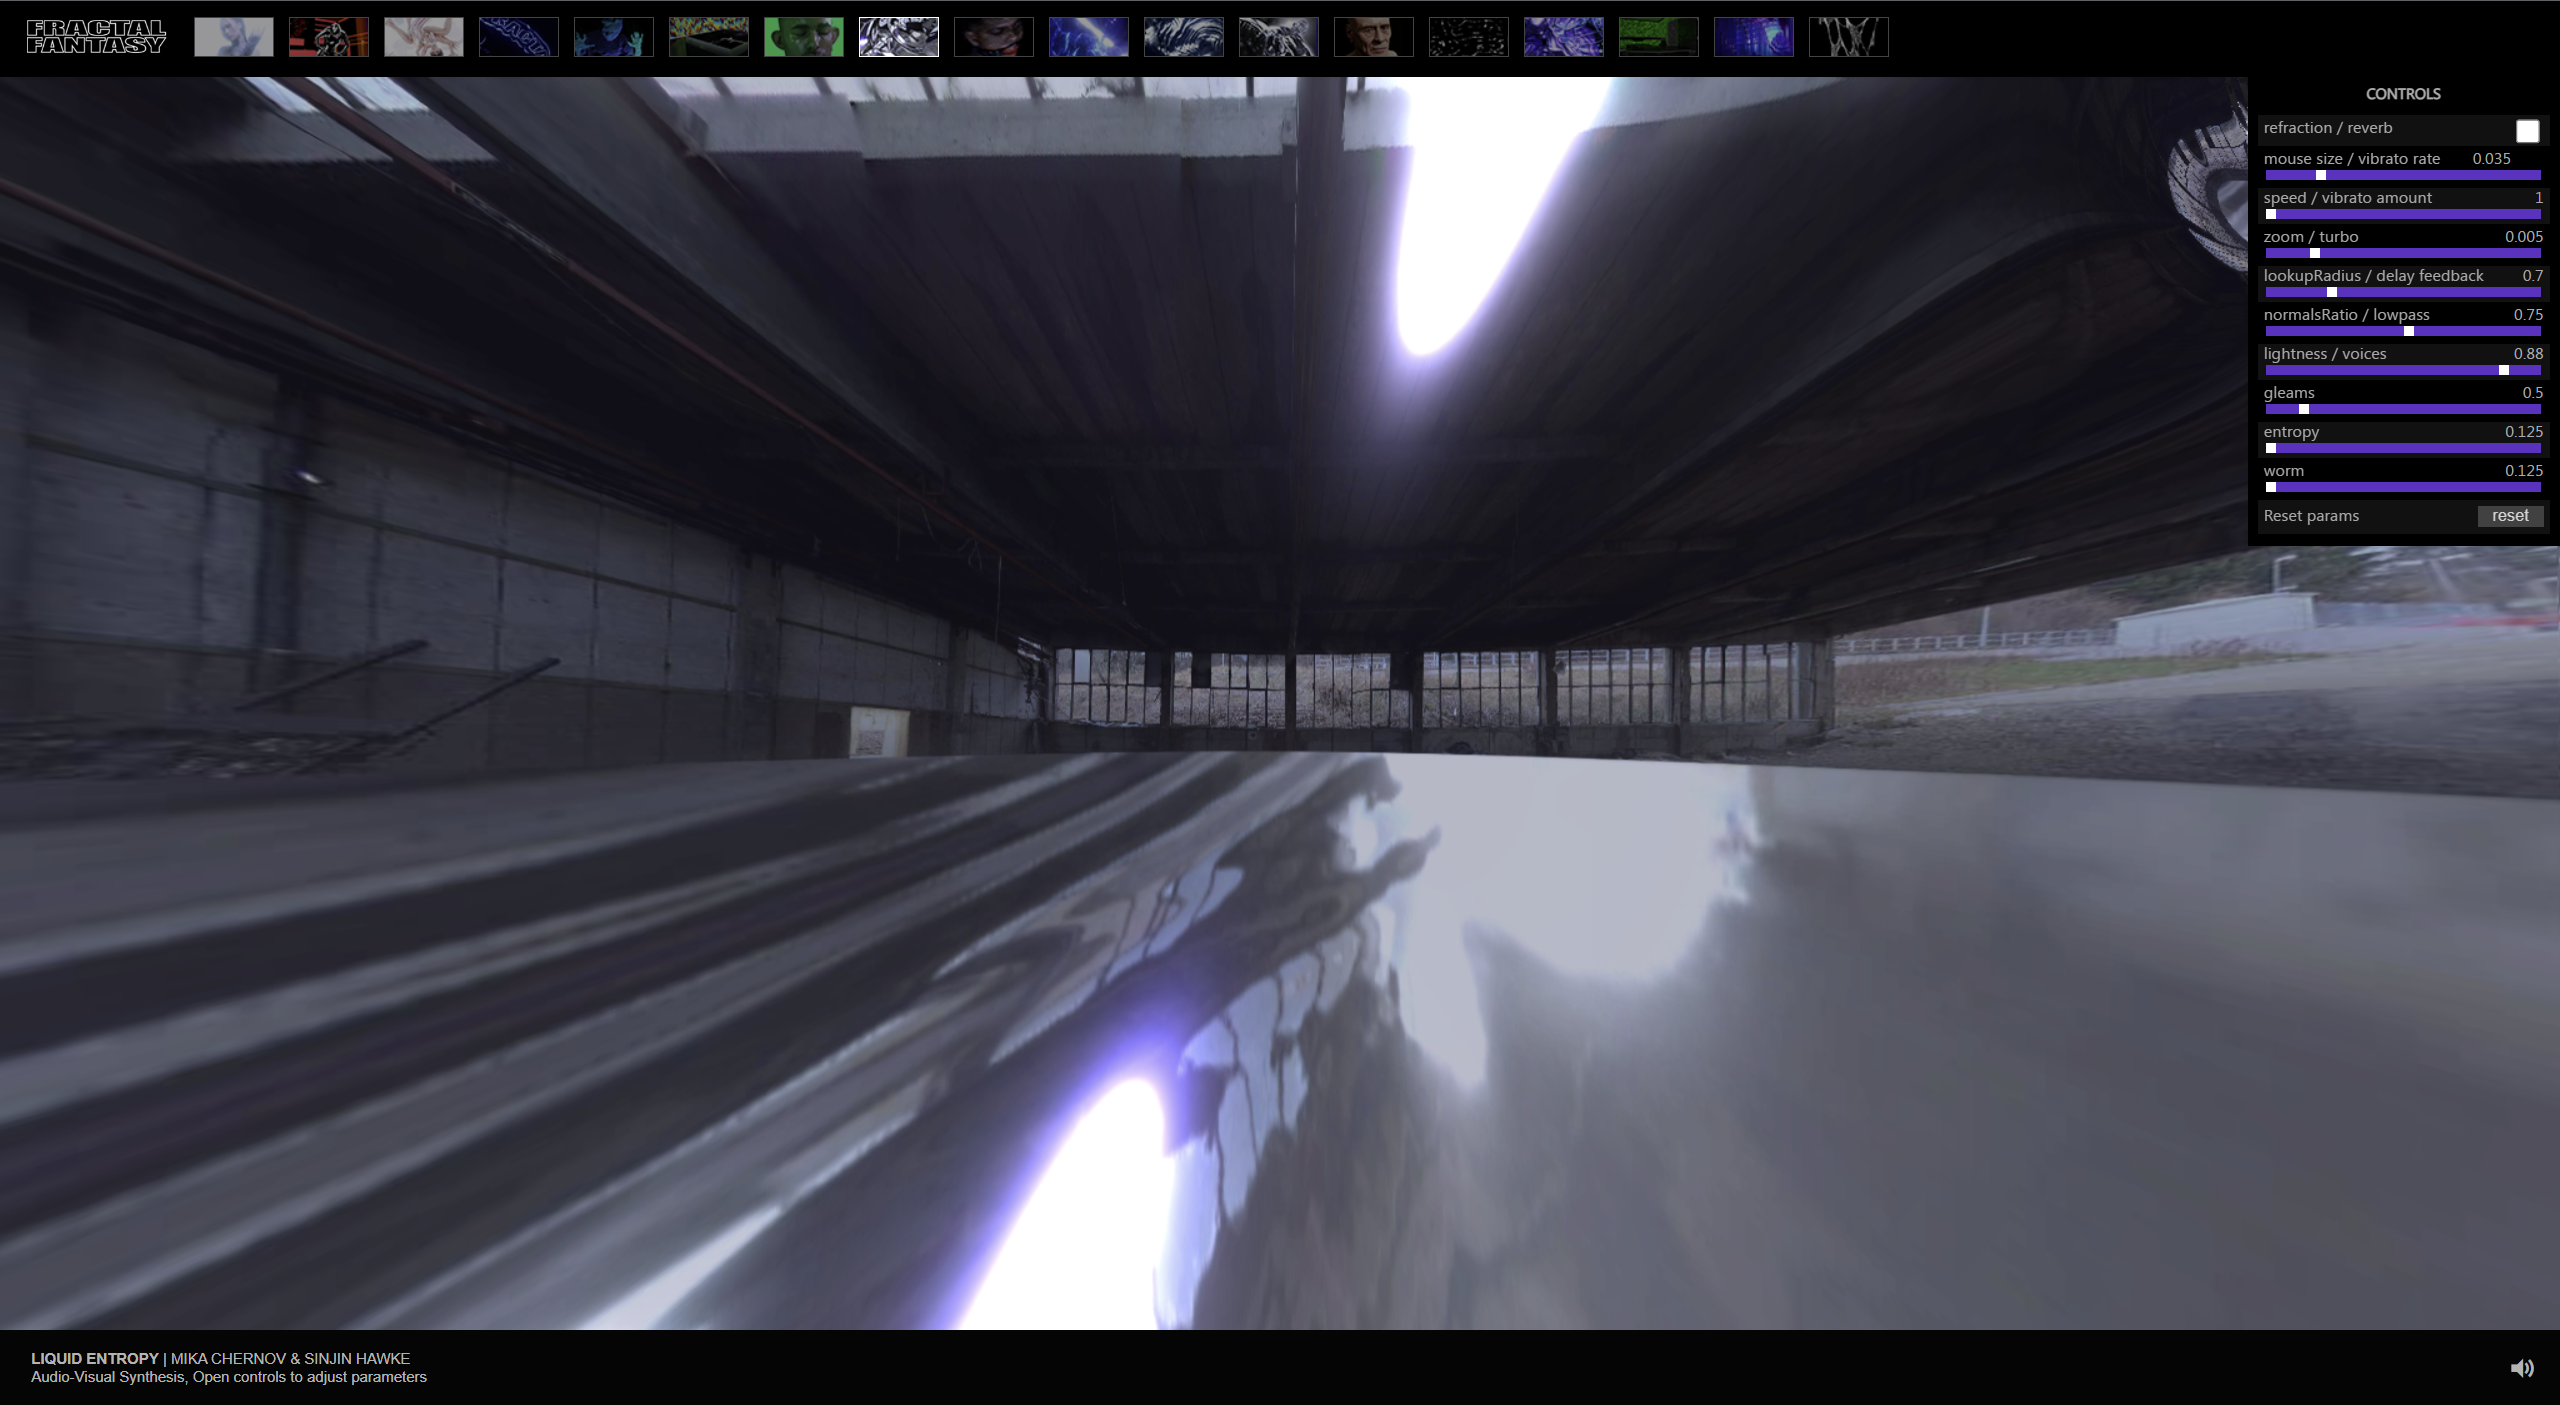 FRACTAL
FANTASY
CONTROLS
refraction / reverb
mouse size / vibrato rate 0.035
speed / vibrato amount 1
zoom / turbo 0.005
lookupRadius / delay feedback 0.7
normalsRatio / lowpass 0.75
lightness / voices 0.88
gleams 0.5
entropy 0.125
worm 0.125
Reset params reset
LIQUID ENTROPY | MIKA CHERNOV & SINJIN HAWKE
Audio-Visual Synthesis, Open controls to adjust parameters